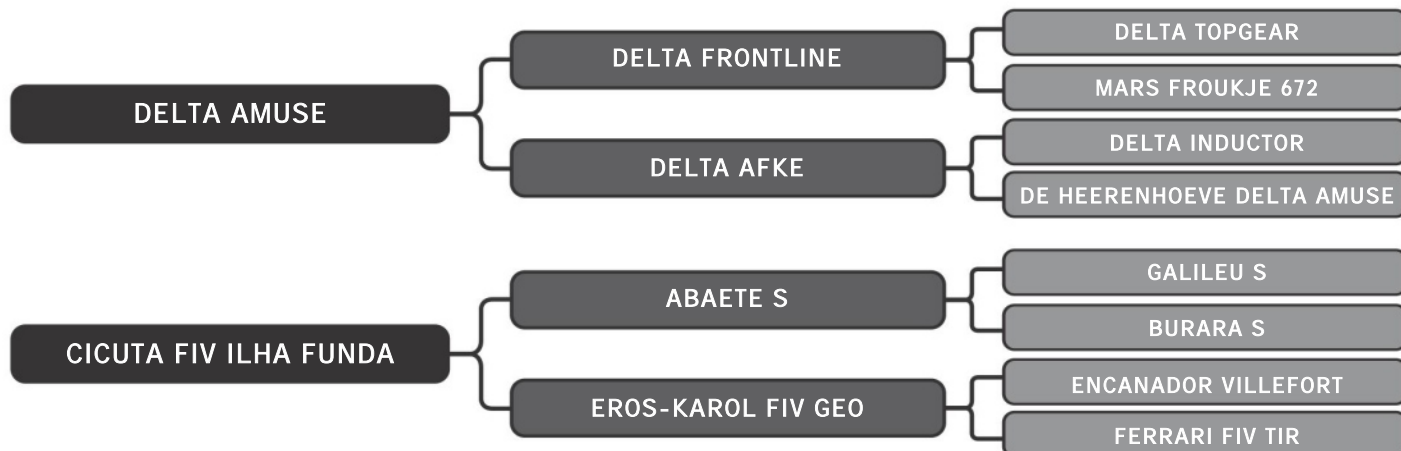 DELTA AMUSE
DELTA FRONTLINE
DELTA TOPGEAR
MARS FROUKJE 672
DELTA AFKE
DELTA INDUCTOR
DE HEERENHOEVE DELTA AMUSE
CICUTA FIV ILHA FUNDA
ABAETE S
GALILEU S
BURARA S
EROS-KAROL FIV GEO
ENCANADOR VILLEFORT
FERRARI FIV TIR